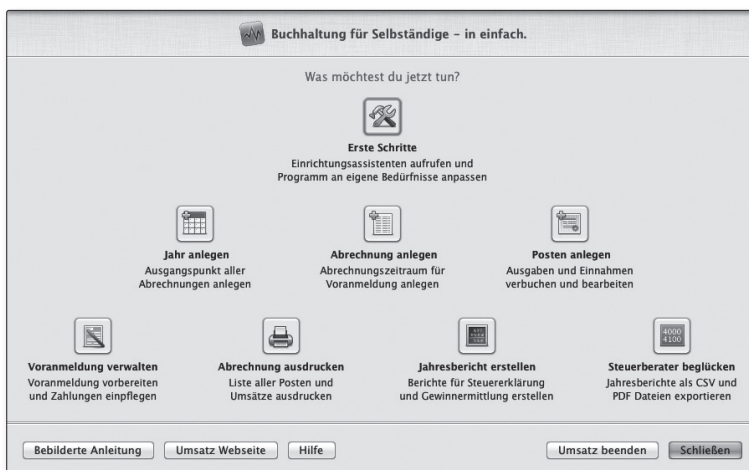 Buchhaltung für Selbständige – in einfach.
Was möchtest du jetzt tun?
Erste Schritte
Einrichtungsassistenten aufrufen und
Programm an eigene Bedürfnisse anpassen
Jahr anlegen
Ausgangspunkt aller
Abrechnungen anlegen
Abrechnung anlegen
Abrechnungszeitraum für
Voranmeldung anlegen
Posten anlegen
Ausgaben und Einnahmen
verbuchen und bearbeiten
Voranmeldung verwalten
Voranmeldung vorbereiten
und Zahlungen einpflegen
Abrechnung ausdrucken
Liste aller Posten und
Umsätze ausdrucken
Jahresbericht erstellen
Berichte für Steuererklärung
und Gewinnermittlung erstellen
4000
4100
Steuerberater beglücken
Jahresberichte als CSV und
PDF Dateien exportieren
Bebilderte Anleitung
Umsatz Webseite
Hilfe
Umsatz beenden
Schließen